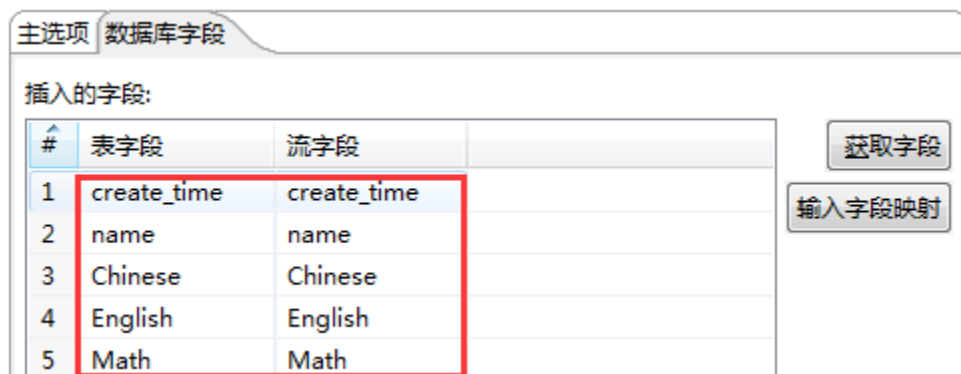 主选项 数据库字段
插入的字段:
# 表字段 流字段
获取字段
1 create_time create_time
输入字段映射
2 name name
3 Chinese Chinese
4 English English
5 Math Math